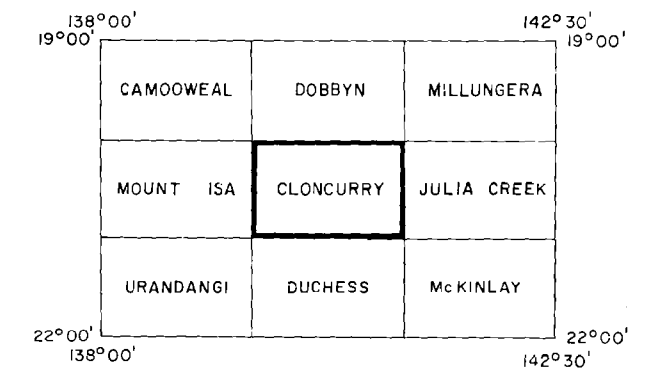 138°00' 142°30'
19°00' 19°00'
CAMOOWEAL DOBBYN MILLUNGERA
MOUNT ISA CLONCURRY JULIA CREEK
URANDANGI DUCHESS McKINLAY
22°00' 22°00'
138°00' 142°30'